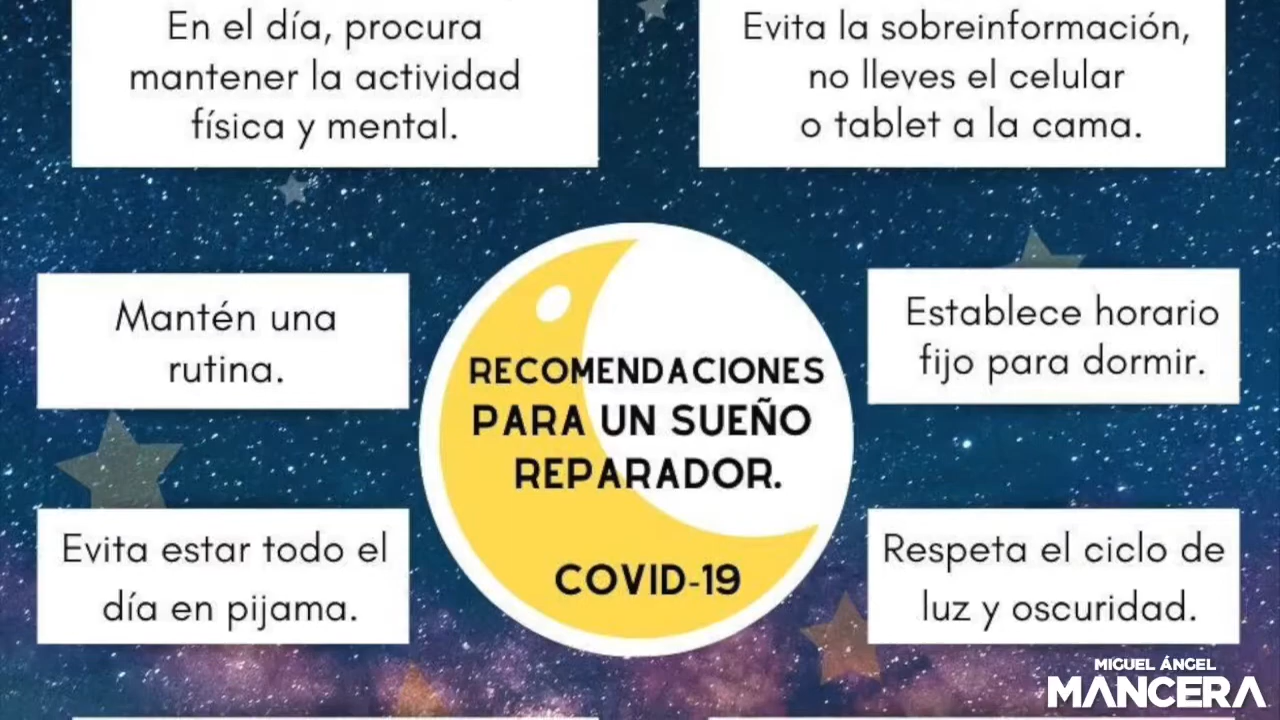 En el día, procura
mantener la actividad
física y mental.
Evita la sobreinformación,
no lleves el celular
o tablet a la cama.
Mantén una
rutina.
RECOMENDACIONES
PARA UN SUEÑO
REPARADOR.
COVID-19
Establece horario
fijo para dormir.
Evita estar todo el
día en pijama.
Respeta el ciclo de
luz y oscuridad.
MIGUEL ÁNGEL
MANCERA